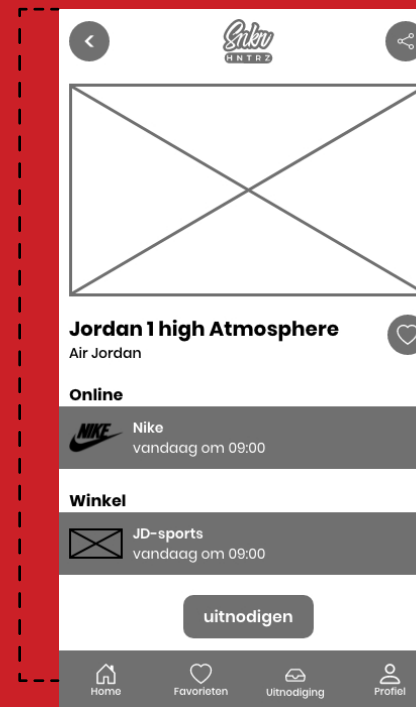 Snkn
HNTRZ
Jordan 1 high Atmosphere
Air Jordan
Online
NIKE
Nike
vandaag om 09:00
Winkel
JD-sports
vandaag om 09:00
uitnodigen
Home
Favorieten
Uitnodiging
Profiel